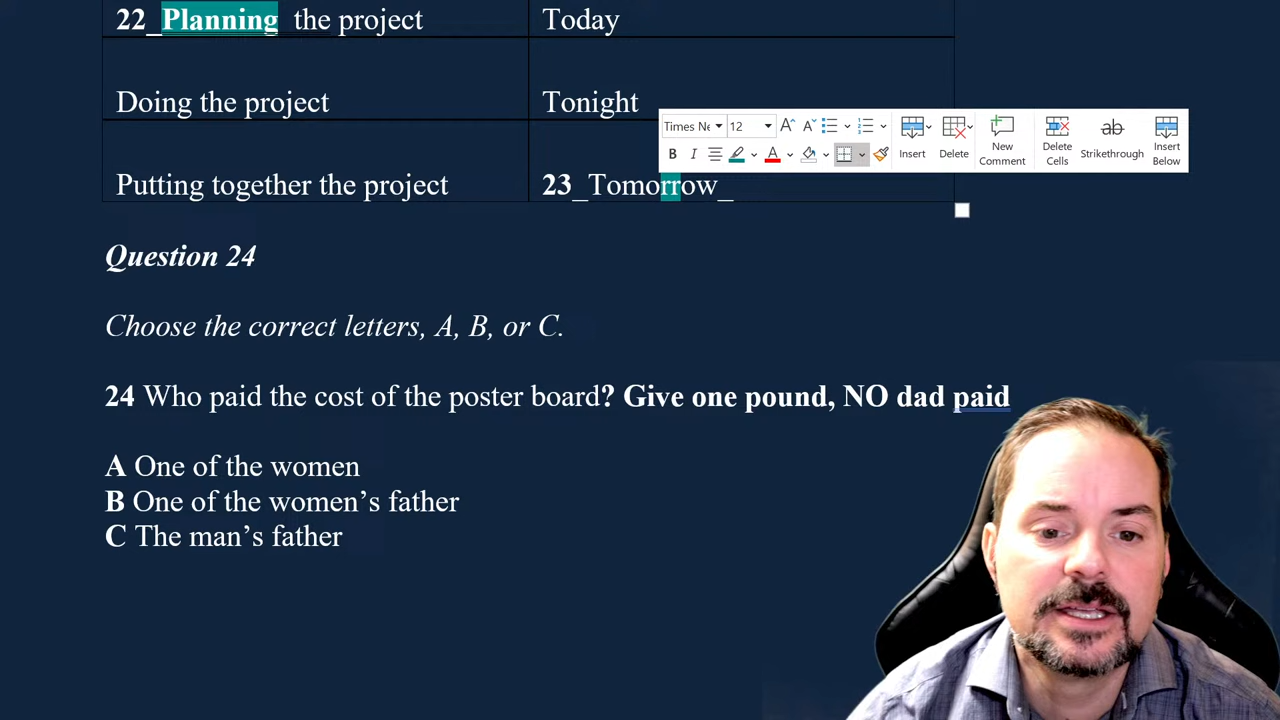 22_Planning the project
Today
Doing the project
Tonight
Times Ne
12
B
I
A
Insert
Delete
New Comment
Delete Cells
ab
Strikethrough
Insert Below
Putting together the project
23_Tomorrow_
Question 24
Choose the correct letters, A, B, or C.
24 Who paid the cost of the poster board? Give one pound, NO dad paid
A One of the women
B One of the women’s father
C The man’s father